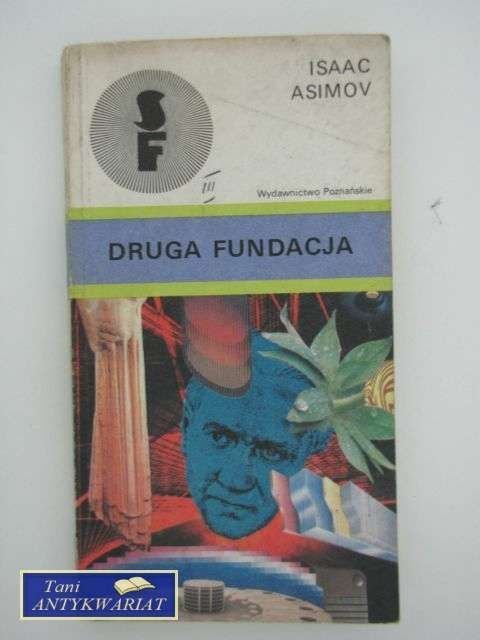 ISAAC
ASIMOV
SF
Wydawnictwo Poznańskie
DRUGA FUNDACJA
Tani
ANTYKWARIAT